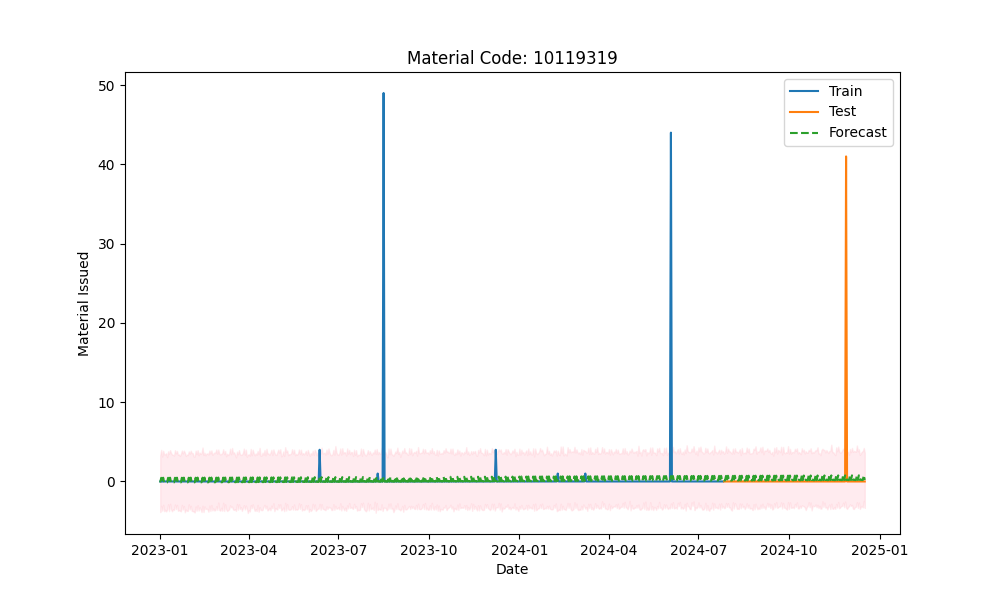 Material Code: 10119319
Train
Test
Forecast
Material Issued
50
40
30
20
10
0
2023-01 2023-04 2023-07 2023-10 2024-01 2024-04 2024-07 2024-10 2025-01
Date